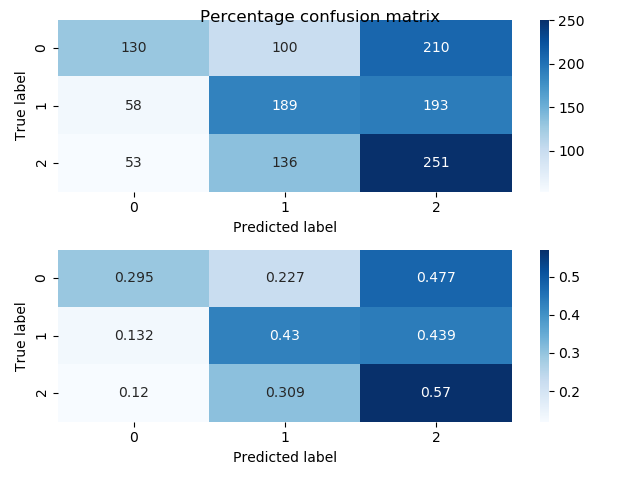 Percentage confusion matrix
True label
0 130 100 210
1 58 189 193
2 53 136 251
0 1 2
Predicted label
250
200
150
100
True label
0 0.295 0.227 0.477
1 0.132 0.43 0.439
2 0.12 0.309 0.57
0 1 2
Predicted label
0.5
0.4
0.3
0.2